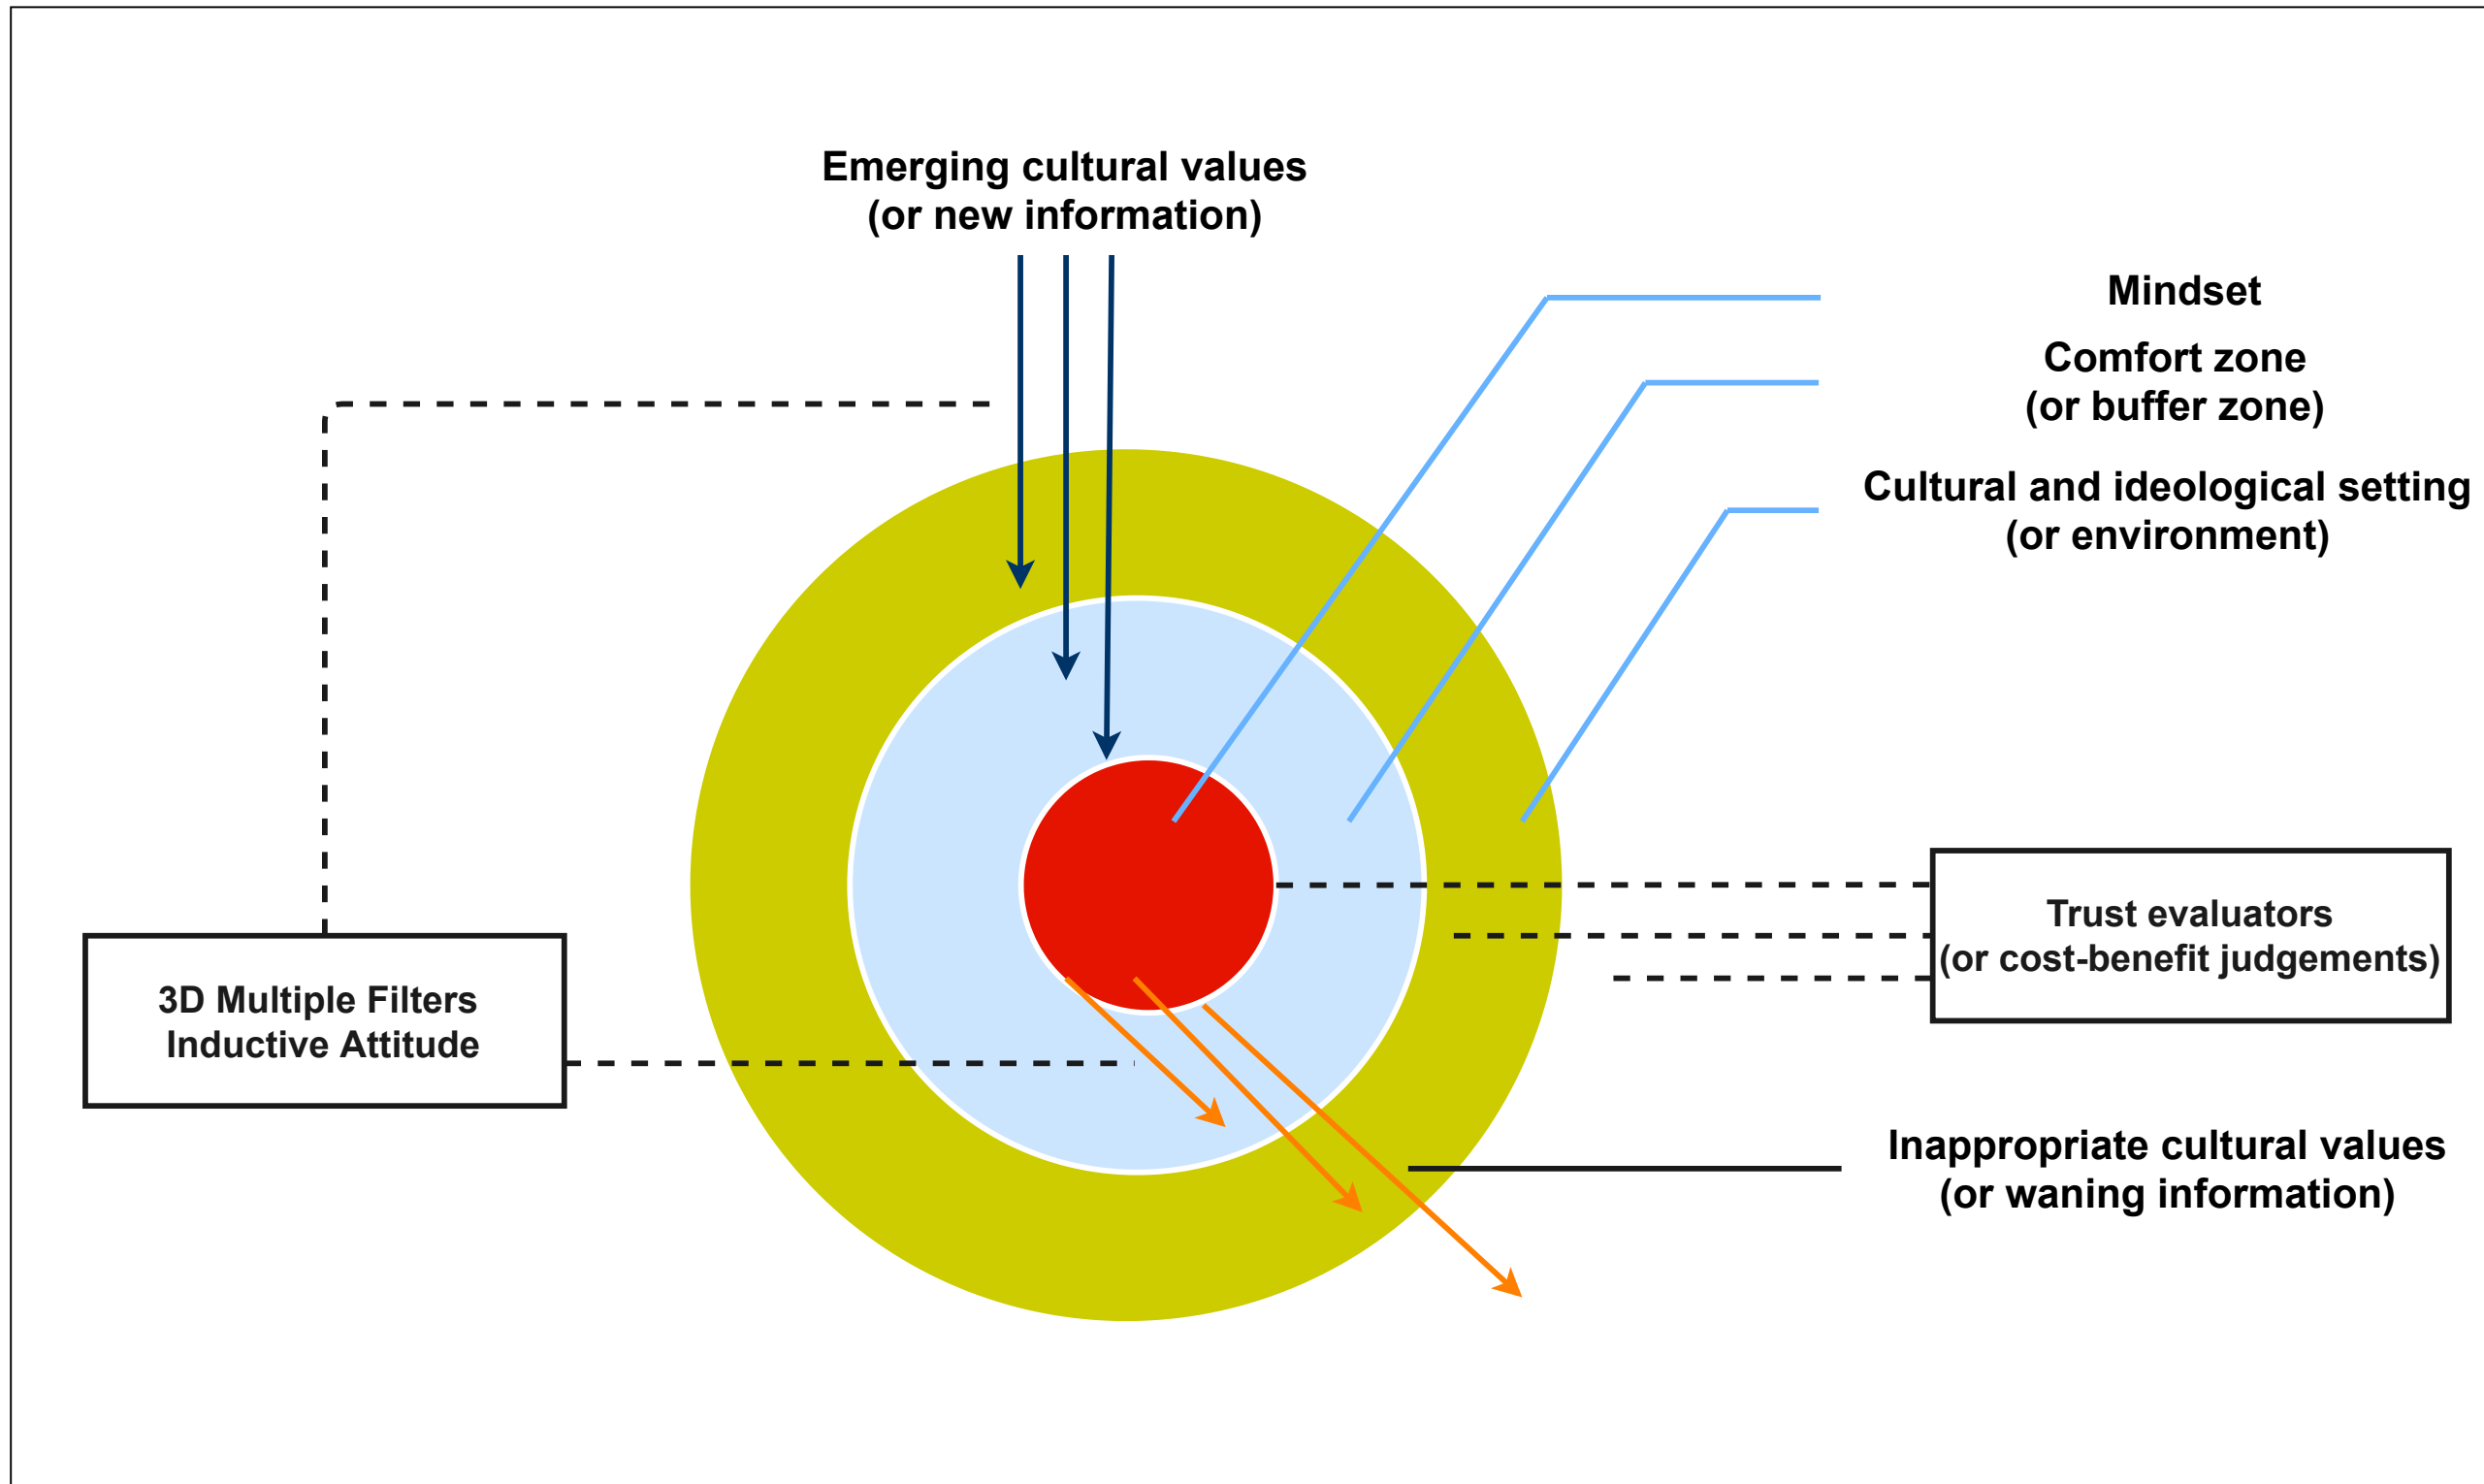 Emerging cultural values
(or new information)
Mindset
Comfort zone
(or buffer zone)
Cultural and ideological setting
(or environment)
Trust evaluators
(or cost-benefit judgements)
3D Multiple Filters
Inductive Attitude
Inappropriate cultural values
(or waning information)